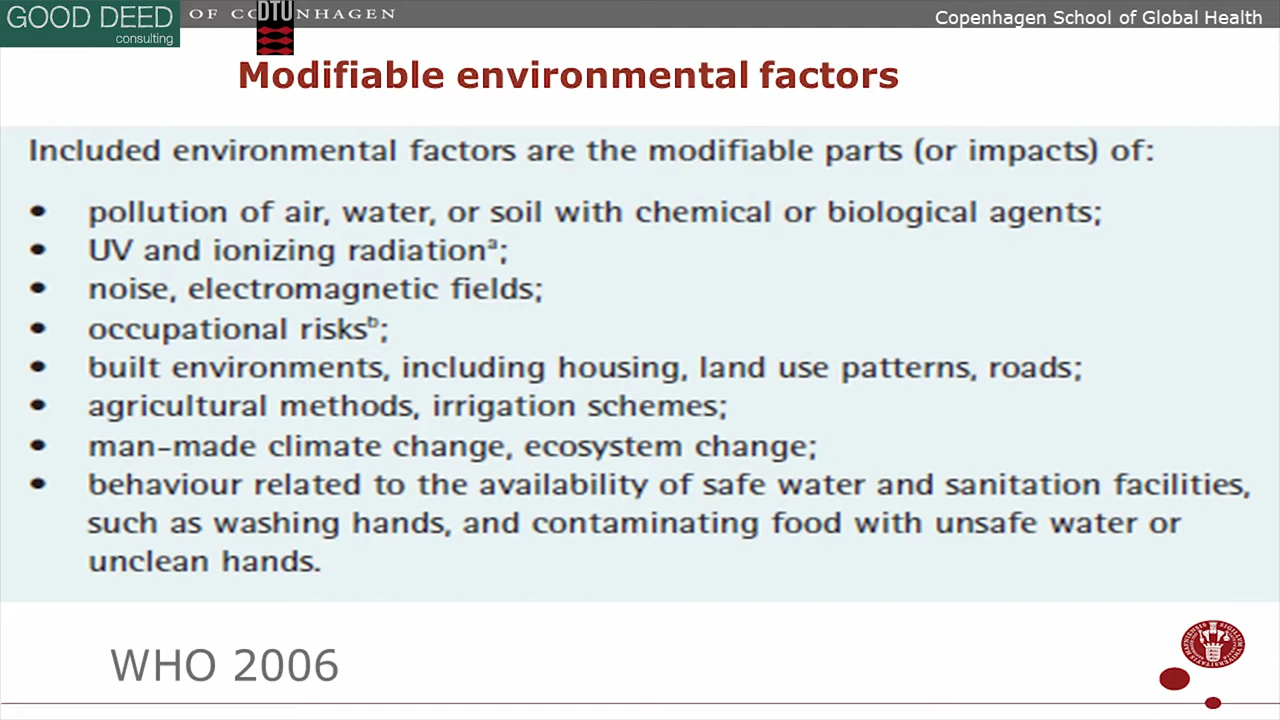 GOOD DEED
consulting
OF CO
DTU
NHAGEN
Copenhagen School of Global Health
Modifiable environmental factors
Included environmental factors are the modifiable parts (or impacts) of:
• pollution of air, water, or soil with chemical or biological agents;
• UV and ionizing radiationᵃ;
• noise, electromagnetic fields;
• occupational risksᵇ;
• built environments, including housing, land use patterns, roads;
• agricultural methods, irrigation schemes;
• man-made climate change, ecosystem change;
• behaviour related to the availability of safe water and sanitation facilities,
such as washing hands, and contaminating food with unsafe water or
unclean hands.
WHO 2006